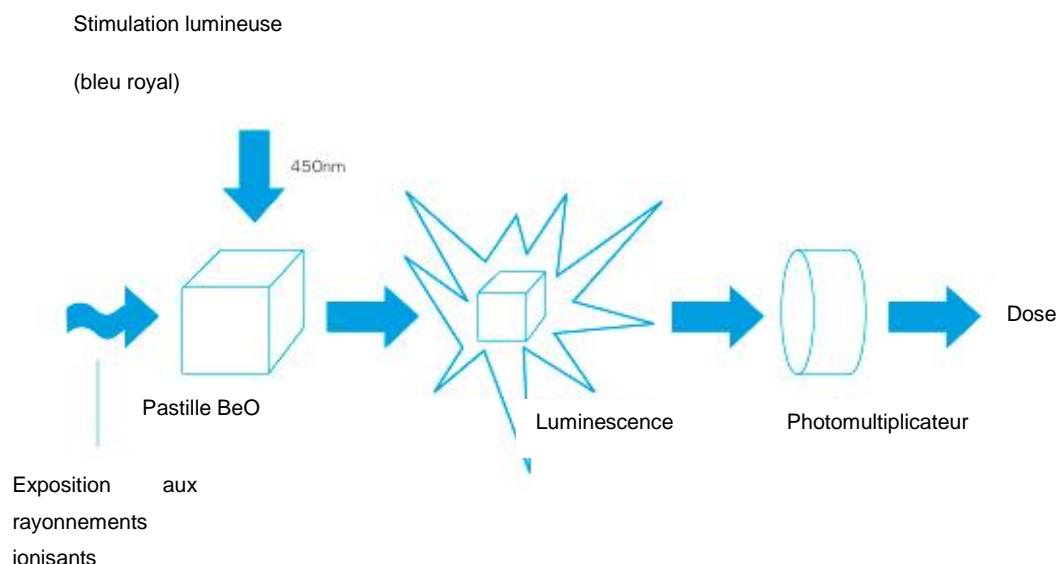 Stimulation lumineuse
(bleu royal)
450nm
Dose
Pastille BeO
Luminescence
Photomultiplicateur
Exposition aux
rayonnements
ionisants